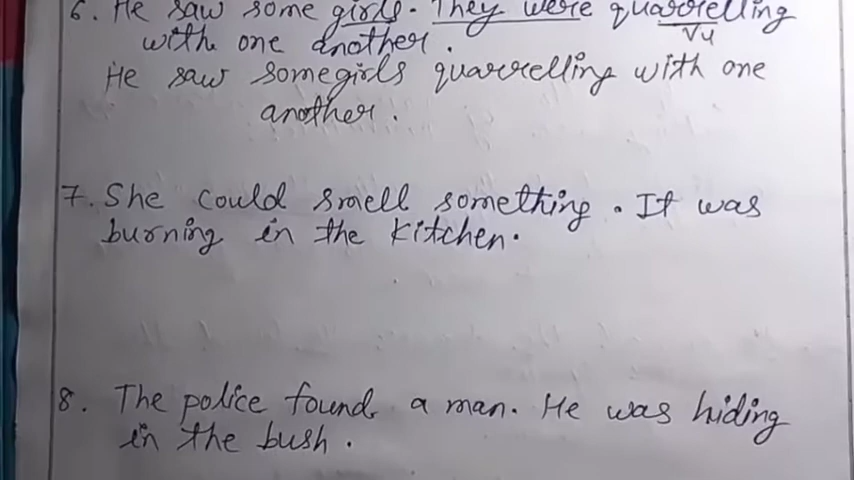 6. He saw some girls. They were quarrelling
V4
with one another.
He saw some girls quarrelling with one
another.
7. She could smell something. It was
burning in the kitchen.
8. The police found a man. He was hiding
in the bush.